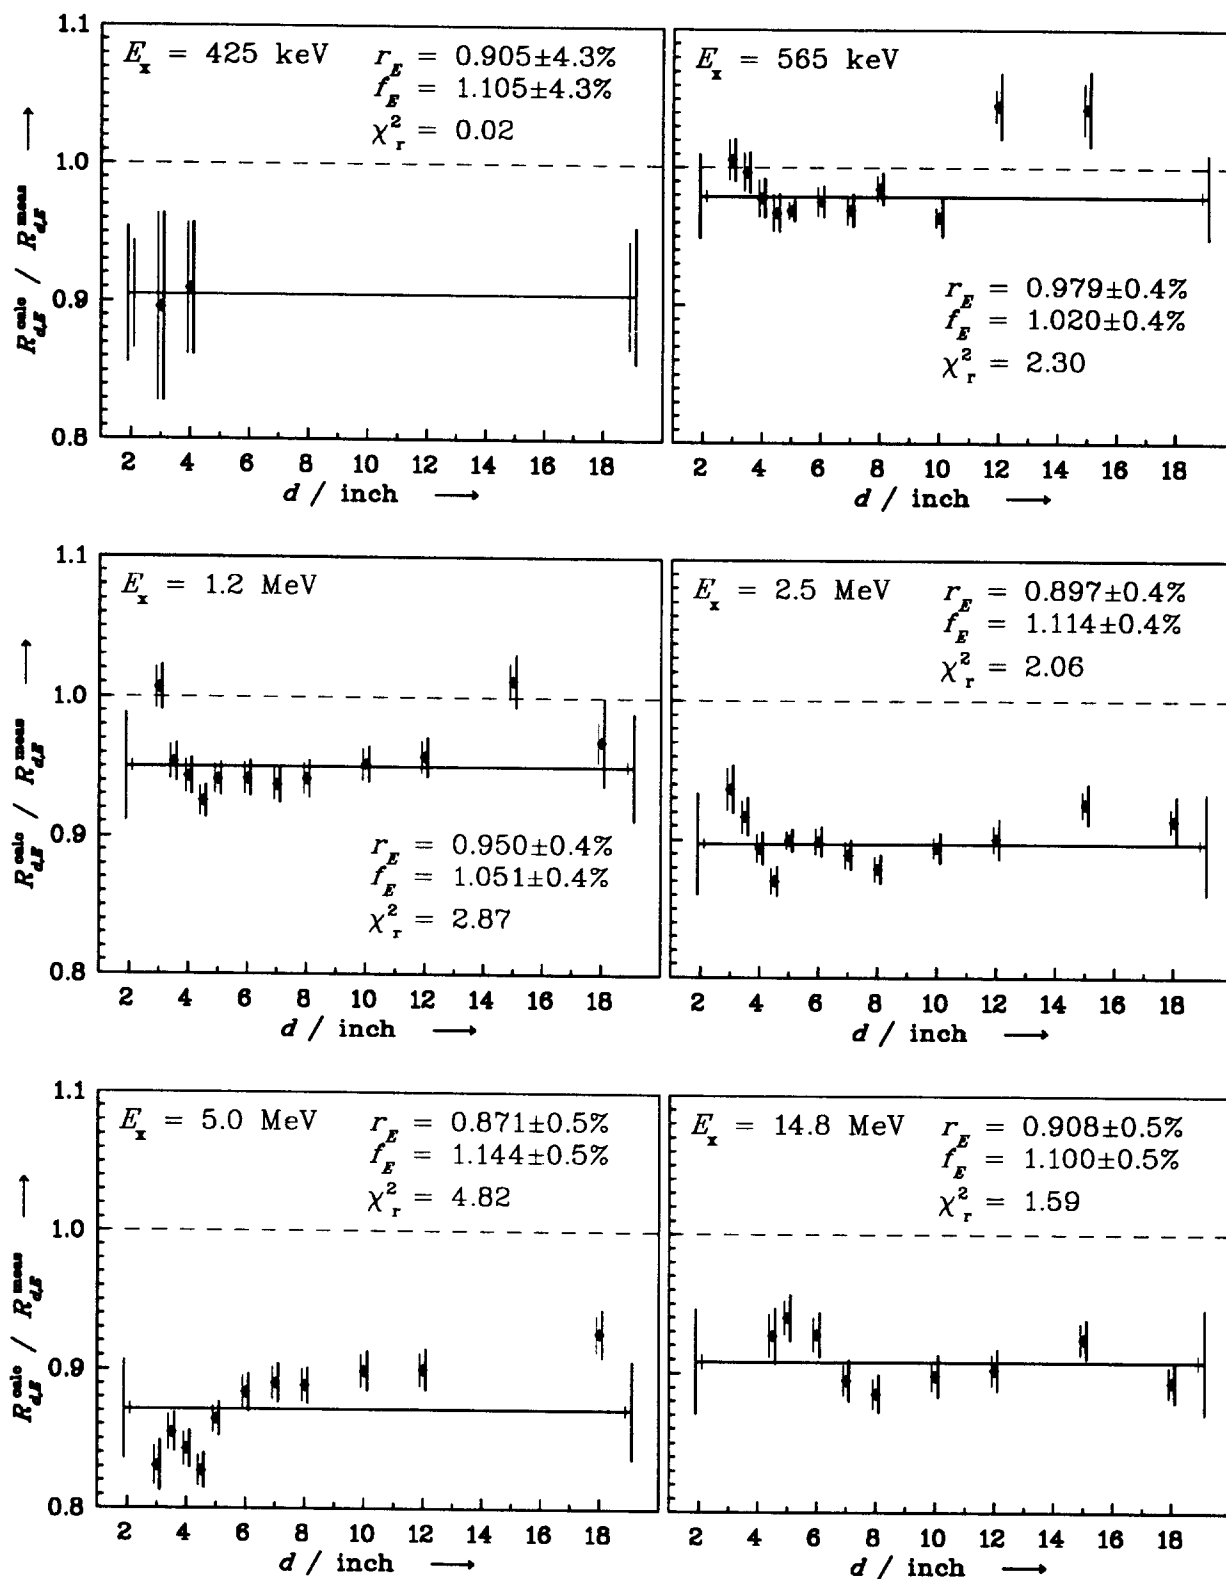 E_x = 425 keV
r_E = 0.905±4.3%
f_E = 1.105±4.3%
χ²_r = 0.02
1.1
1.0
0.9
0.8
R^calc_d,E / R^meas_d,E ⟶
2 4 6 8 10 12 14 16 18
d / inch ⟶
E_x = 565 keV
r_E = 0.979±0.4%
f_E = 1.020±0.4%
χ²_r = 2.30
2 4 6 8 10 12 14 16 18
d / inch ⟶
E_x = 1.2 MeV
r_E = 0.950±0.4%
f_E = 1.051±0.4%
χ²_r = 2.87
1.1
1.0
0.9
0.8
R^calc_d,E / R^meas_d,E ⟶
2 4 6 8 10 12 14 16 18
d / inch ⟶
E_x = 2.5 MeV
r_E = 0.897±0.4%
f_E = 1.114±0.4%
χ²_r = 2.06
2 4 6 8 10 12 14 16 18
d / inch ⟶
E_x = 5.0 MeV
r_E = 0.871±0.5%
f_E = 1.144±0.5%
χ²_r = 4.82
1.1
1.0
0.9
0.8
R^calc_d,E / R^meas_d,E ⟶
2 4 6 8 10 12 14 16 18
d / inch ⟶
E_x = 14.8 MeV
r_E = 0.908±0.5%
f_E = 1.100±0.5%
χ²_r = 1.59
2 4 6 8 10 12 14 16 18
d / inch ⟶